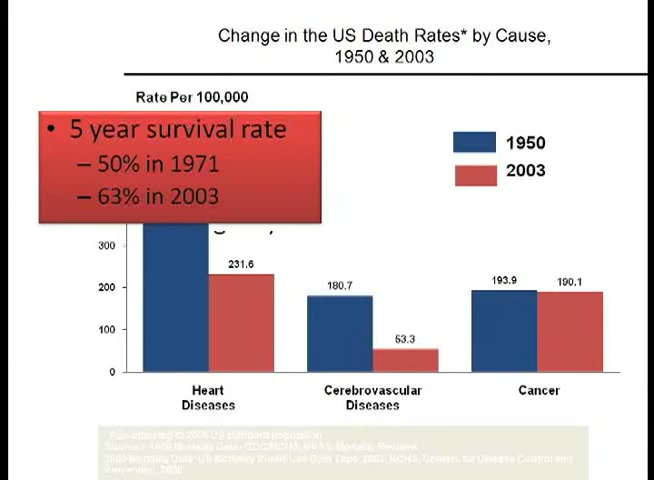 Change in the US Death Rates* by Cause,
1950 & 2003
Rate Per 100,000
• 5 year survival rate
– 50% in 1971
– 63% in 2003
1950
2003
300
200
100
0
231.6
180.7
53.3
193.9
190.1
Heart
Diseases
Cerebrovascular
Diseases
Cancer